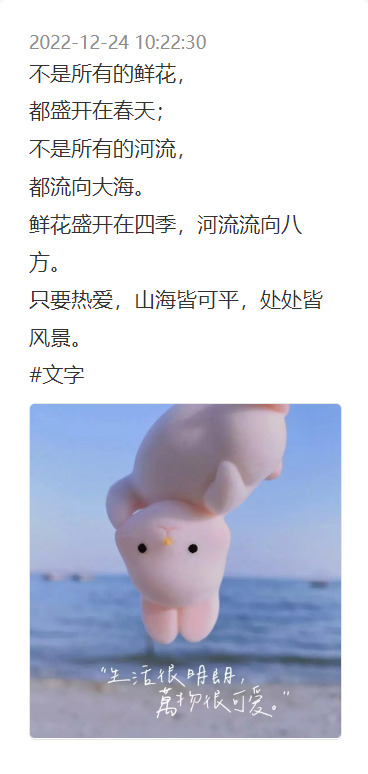 2022-12-24 10:22:30
不是所有的鲜花，
都盛开在春天；
不是所有的河流，
都流向大海。
鲜花盛开在四季，河流流向八
方。
只要热爱，山海皆可平，处处皆
风景。
#文字
“生活很明朗，
萬物很可爱。”